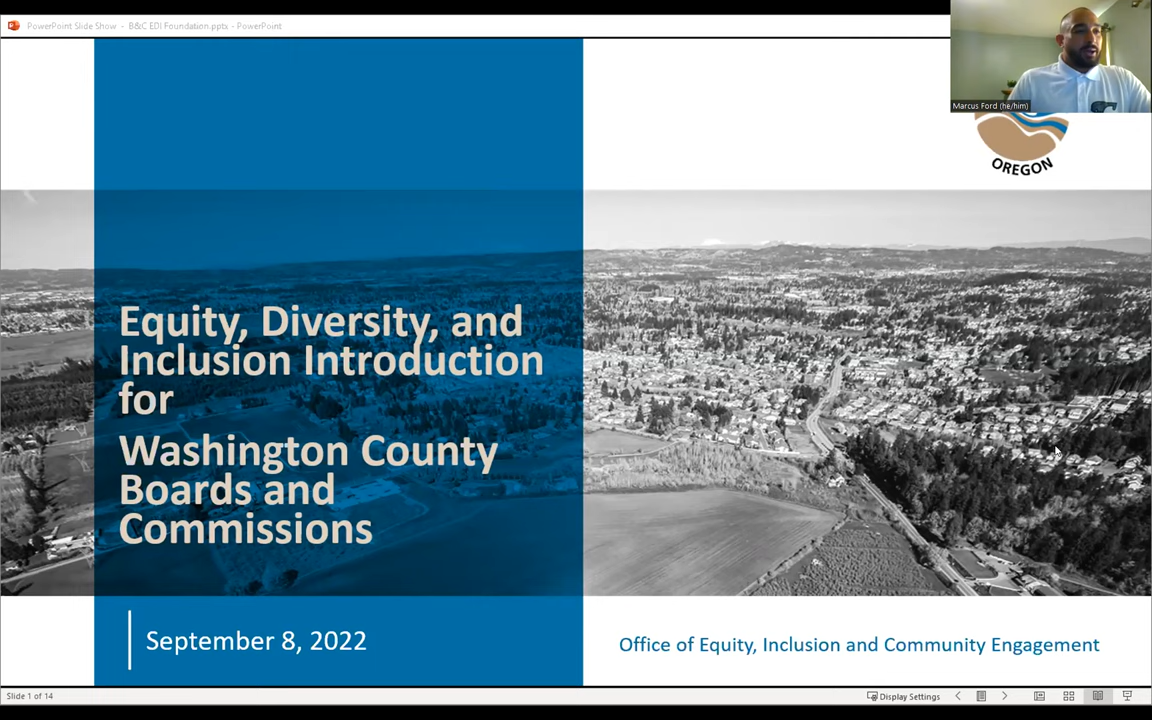 PowerPoint Slide Show - B&C EDI Foundation.pptx - PowerPoint
Marcus Ford (he/him)
OREGON
Equity, Diversity, and
Inclusion Introduction
for
Washington County
Boards and
Commissions
September 8, 2022
Office of Equity, Inclusion and Community Engagement
Slide 1 of 14
Display Settings